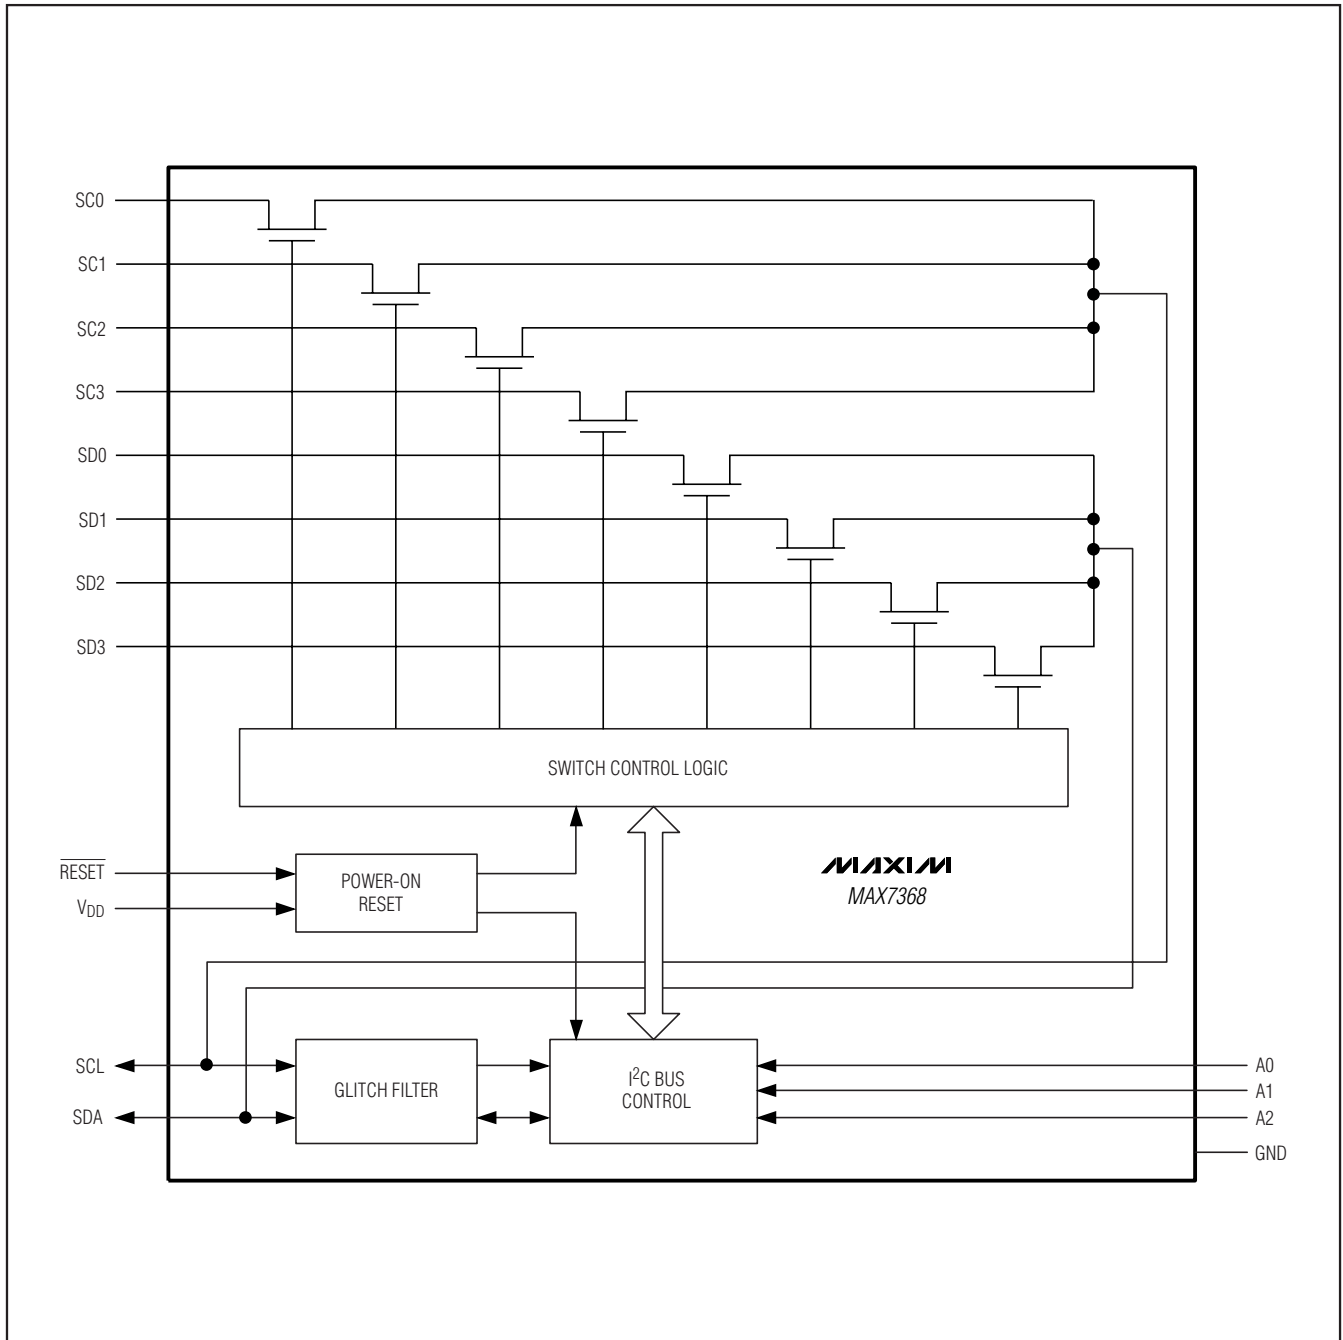 SC0
SC1
SC2
SC3
SD0
SD1
SD2
SD3
SWITCH CONTROL LOGIC
RESET
VDD
POWER-ON
RESET
MAXIM
MAX7368
SCL
SDA
GLITCH FILTER
I²C BUS
CONTROL
A0
A1
A2
GND